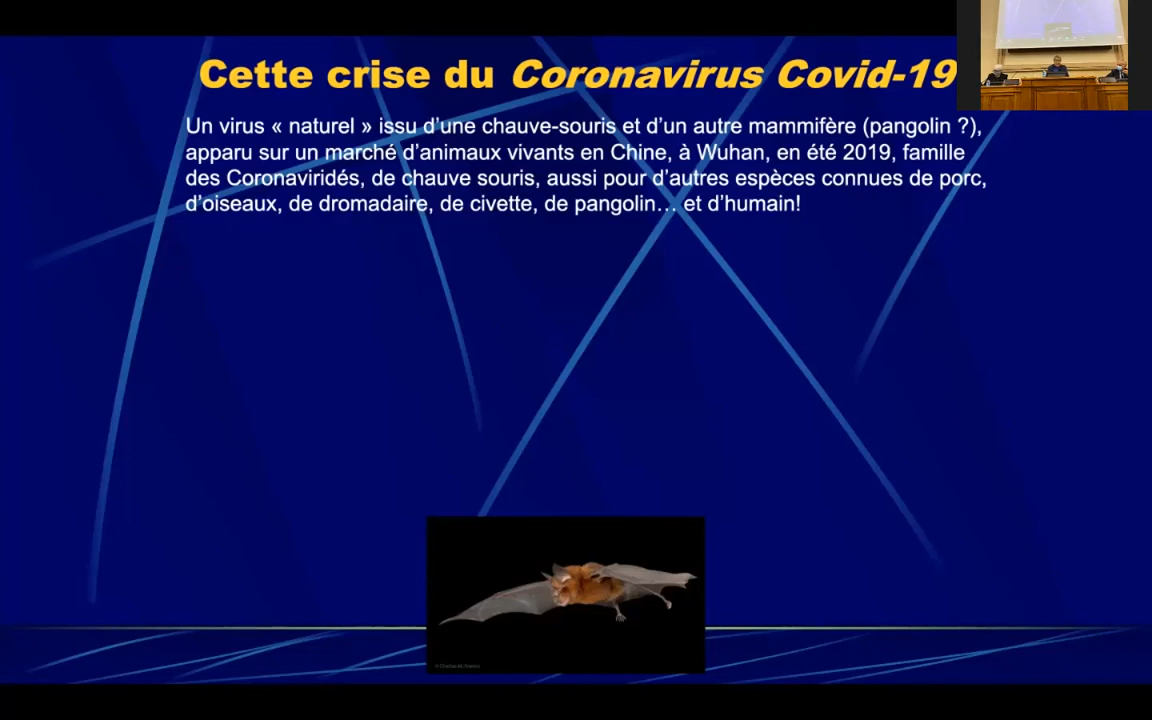 Cette crise du Coronavirus Covid-19
Un virus « naturel » issu d’une chauve-souris et d’un autre mammifère (pangolin ?),
apparu sur un marché d’animaux vivants en Chine, à Wuhan, en été 2019, famille
des Coronaviridés, de chauve souris, aussi pour d’autres espèces connues de porc,
d’oiseaux, de dromadaire, de civette, de pangolin… et d’humain!